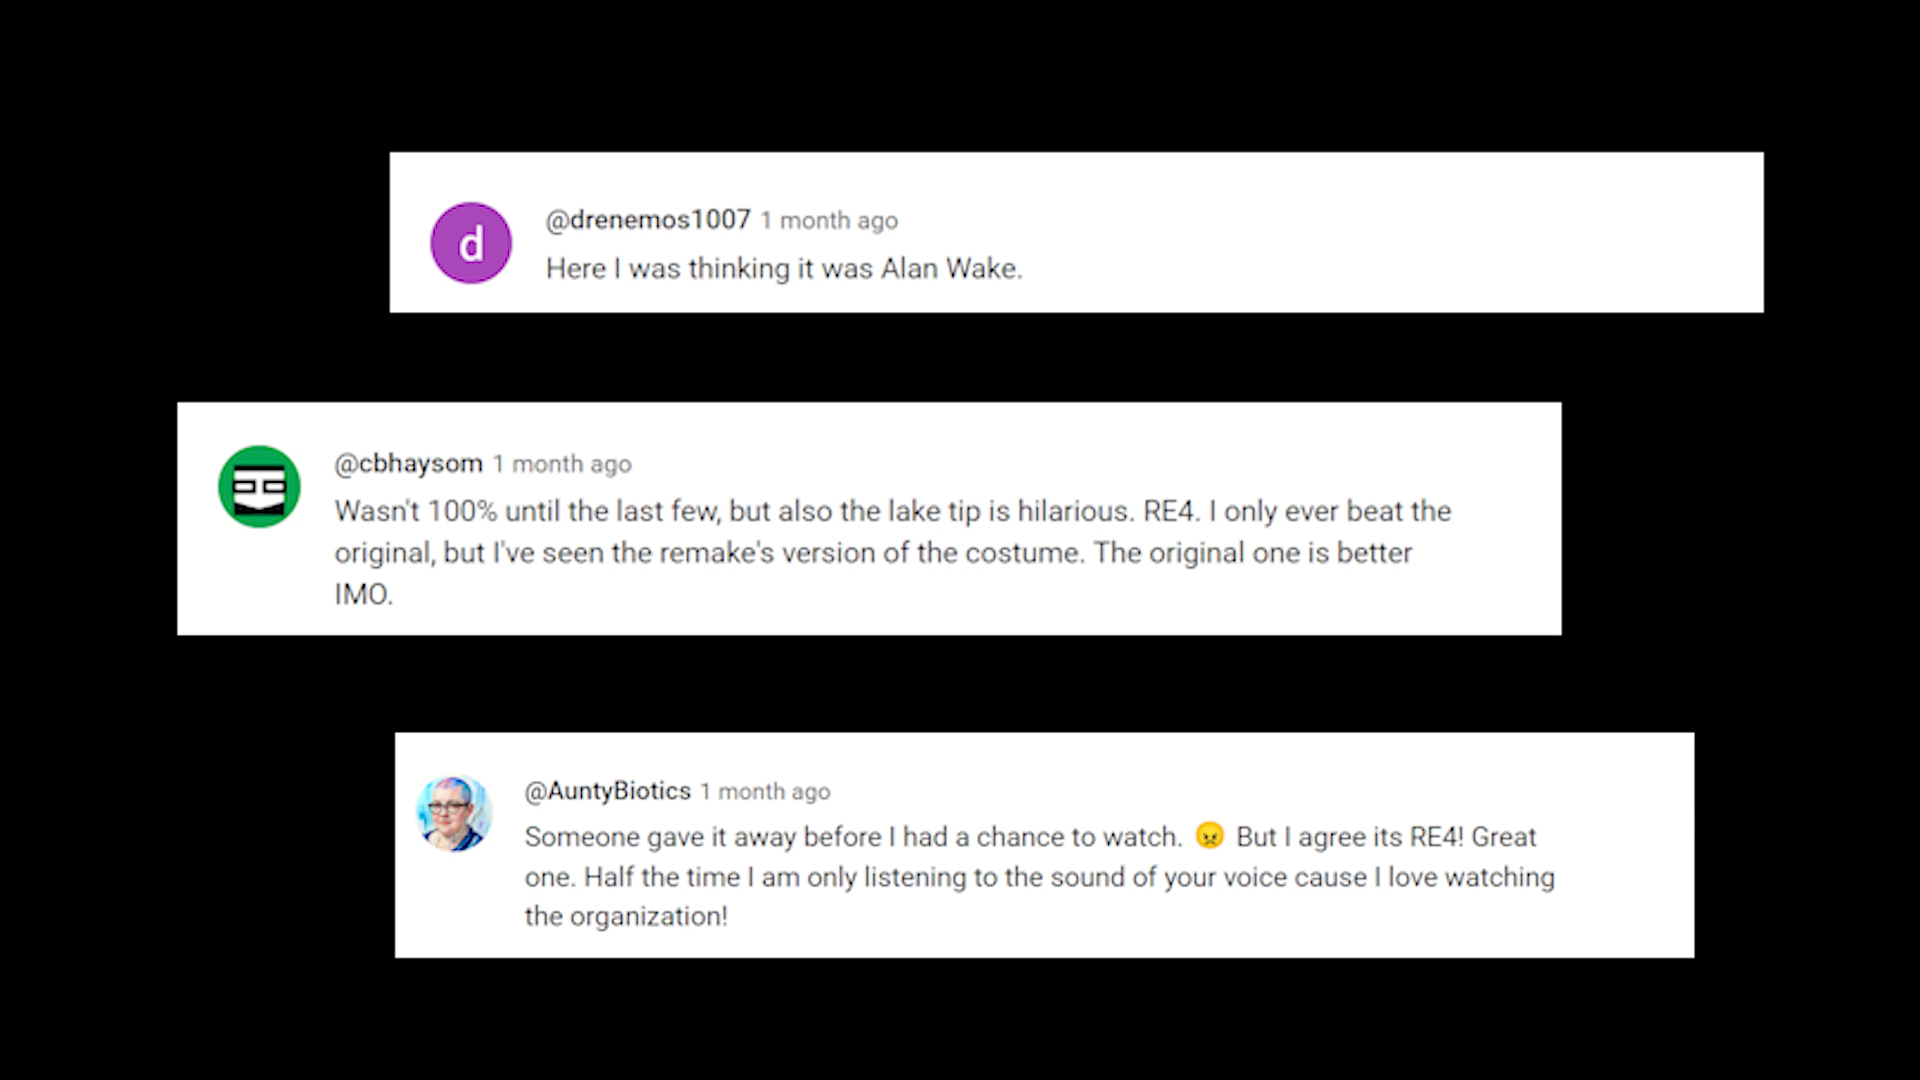 d
@drenemos1007 1 month ago
Here I was thinking it was Alan Wake.
@cbhaysom 1 month ago
Wasn't 100% until the last few, but also the lake tip is hilarious. RE4. I only ever beat the
original, but I've seen the remake's version of the costume. The original one is better
IMO.
@AuntyBiotics 1 month ago
Someone gave it away before I had a chance to watch. 😠 But I agree its RE4! Great
one. Half the time I am only listening to the sound of your voice cause I love watching
the organization!